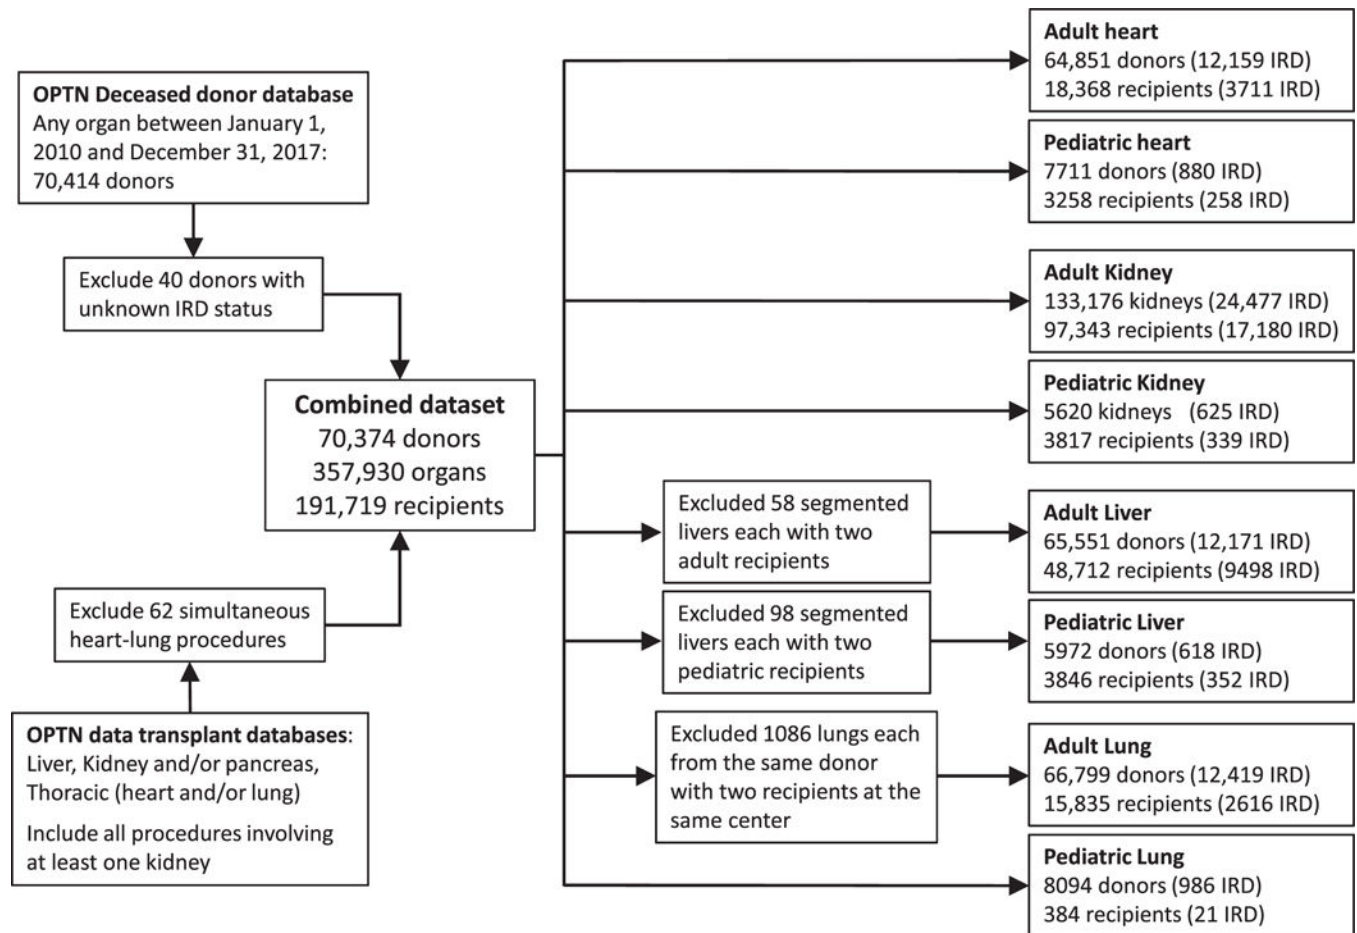 OPTN Deceased donor database
Any organ between January 1,
2010 and December 31, 2017:
70,414 donors
Exclude 40 donors with
unknown IRD status
Combined dataset
70,374 donors
357,930 organs
191,719 recipients
Exclude 62 simultaneous
heart-lung procedures
OPTN data transplant databases:
Liver, Kidney and/or pancreas,
Thoracic (heart and/or lung)
Include all procedures involving
at least one kidney
Excluded 58 segmented
livers each with two
adult recipients
Excluded 98 segmented
livers each with two
pediatric recipients
Excluded 1086 lungs each
from the same donor
with two recipients at the
same center
Adult heart
64,851 donors (12,159 IRD)
18,368 recipients (3711 IRD)
Pediatric heart
7711 donors (880 IRD)
3258 recipients (258 IRD)
Adult Kidney
133,176 kidneys (24,477 IRD)
97,343 recipients (17,180 IRD)
Pediatric Kidney
5620 kidneys (625 IRD)
3817 recipients (339 IRD)
Adult Liver
65,551 donors (12,171 IRD)
48,712 recipients (9498 IRD)
Pediatric Liver
5972 donors (618 IRD)
3846 recipients (352 IRD)
Adult Lung
66,799 donors (12,419 IRD)
15,835 recipients (2616 IRD)
Pediatric Lung
8094 donors (986 IRD)
384 recipients (21 IRD)